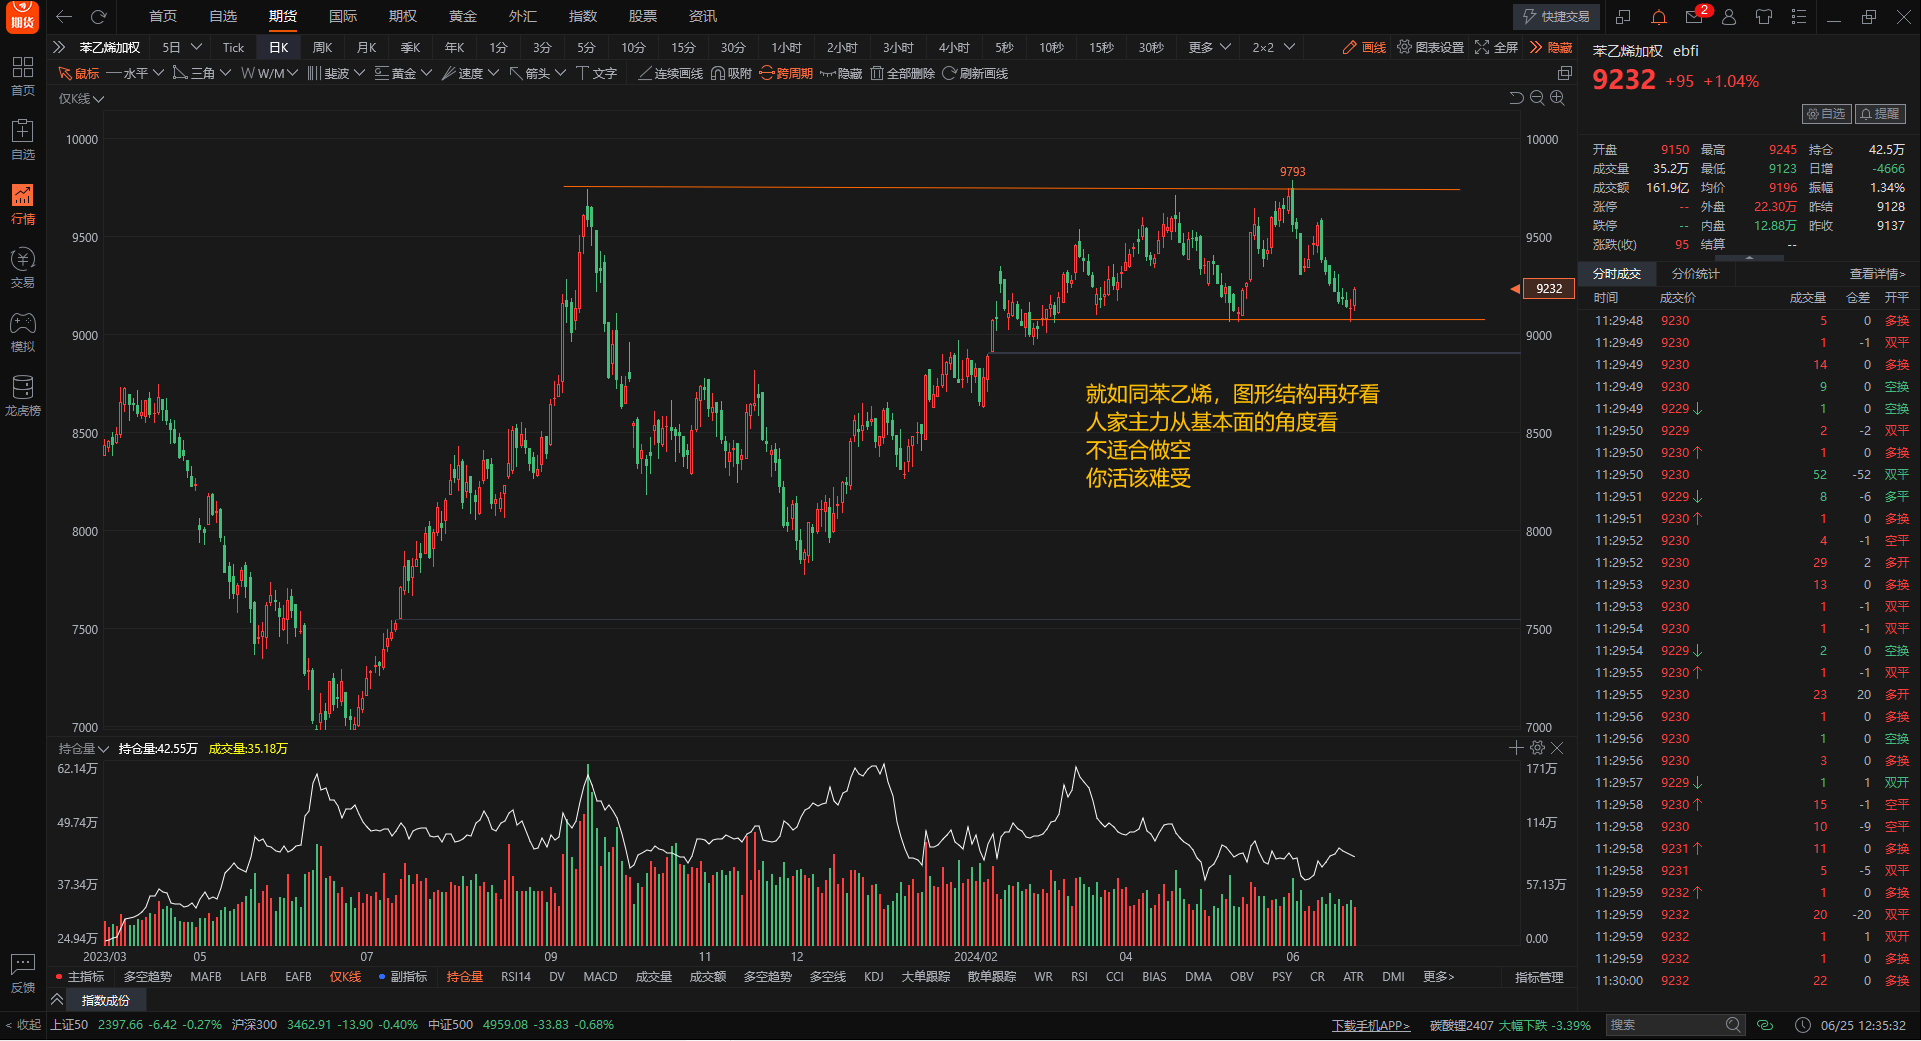 期货
首页 自选 期货 国际 期权 黄金 外汇 指数 股票 资讯
快捷交易 2
苯乙烯加权 5日 Tick 日K 周K 月K 季K 年K 1分 3分 5分 10分 15分 30分 1小时 2小时 3小时 4小时 5秒 10秒 15秒 30秒 更多 2×2 画线 图表设置 全屏 隐藏
鼠标 水平 三角 W/M 斐波 黄金 速度 箭头 文字 连续画线 吸附 跨周期 隐藏 全部删除 刷新画线
仅K线
首页
自选
行情
交易
模拟
龙虎榜
反馈
< 收起
10000 10000
9793
9500 9500
9232
9000 9000
就如同苯乙烯，图形结构再好看
人家主力从基本面的角度看
不适合做空
你活该难受
8500 8500
8000 8000
7500 7500
7000 7000
持仓量 持仓量:42.55万 成交量:35.18万
62.14万 171万
49.74万 114万
37.34万 57.13万
24.94万 0.00
2023/03 05 07 09 11 12 2024/02 04 06
主指标 多空趋势 MAFB LAFB EAFB 仅K线 副指标 持仓量 RSI14 DV MACD 成交量 成交额 多空趋势 多空线 KDJ 大单跟踪 散单跟踪 WR RSI CCI BIAS DMA OBV PSY CR ATR DMI 更多> 指标管理
指数成份
苯乙烯加权 ebfi
9232 +95 +1.04%
自选 提醒
开盘 9150 最高 9245 持仓 42.5万
成交量 35.2万 最低 9123 日增 -4666
成交额 161.9亿 均价 9196 振幅 1.34%
涨停 -- 外盘 22.30万 昨结 9128
跌停 -- 内盘 12.88万 昨收 9137
涨跌(收) 95 结算 --
分时成交 分价统计 查看详情>
时间 成交价 成交量 仓差 开平
11:29:48 9230 5 0 多换
11:29:49 9230 1 -1 双平
11:29:49 9230 14 0 多换
11:29:49 9230 9 0 空换
11:29:49 9229↓ 1 0 空换
11:29:50 9229 2 -2 双平
11:29:50 9230↑ 1 0 多换
11:29:50 9230 52 -52 双平
11:29:51 9229↓ 8 -6 多平
11:29:51 9230↑ 1 0 多换
11:29:52 9230 4 -1 空平
11:29:52 9230 29 2 多开
11:29:53 9230 13 0 多换
11:29:53 9230 1 -1 双平
11:29:54 9230 1 -1 双平
11:29:54 9229↓ 2 0 空换
11:29:55 9230↑ 1 -1 双平
11:29:55 9230 23 20 多开
11:29:56 9230 1 0 多换
11:29:56 9230 1 0 空换
11:29:56 9230 3 0 多换
11:29:57 9229↓ 1 1 双开
11:29:58 9230↑ 15 -1 空平
11:29:58 9230 10 -9 空平
11:29:58 9231↑ 11 0 多换
11:29:58 9231 5 -5 双平
11:29:59 9232↑ 1 0 多换
11:29:59 9232 20 -20 双平
11:29:59 9232 1 1 双开
11:29:59 9232 1 0 多换
11:30:00 9232 22 0 多换
上证50 2397.66 -6.42 -0.27% 沪深300 3462.91 -13.90 -0.40% 中证500 4959.08 -33.83 -0.68% 下载手机APP> 碳酸锂2407 大幅下跌 -3.39% 搜索 06/25 12:35:32